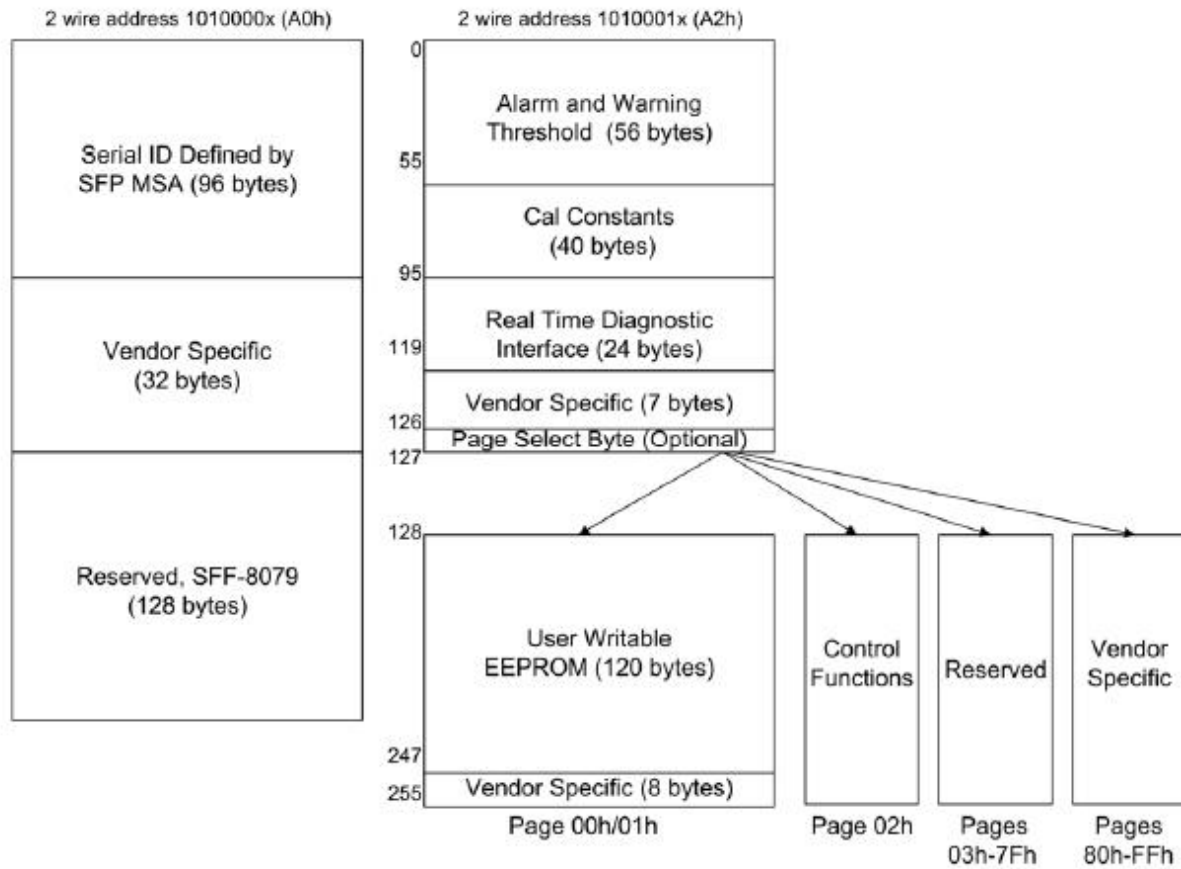 2 wire address 1010000x (A0h)
Serial ID Defined by
SFP MSA (96 bytes)
Vendor Specific
(32 bytes)
Reserved, SFF-8079
(128 bytes)
2 wire address 1010001x (A2h)
0
Alarm and Warning
Threshold (56 bytes)
55
Cal Constants
(40 bytes)
95
Real Time Diagnostic
Interface (24 bytes)
119
Vendor Specific (7 bytes)
126
Page Select Byte (Optional)
127
128
User Writable
EEPROM (120 bytes)
247
Vendor Specific (8 bytes)
255
Page 00h/01h
Control
Functions
Page 02h
Reserved
Pages
03h-7Fh
Vendor
Specific
Pages
80h-FFh